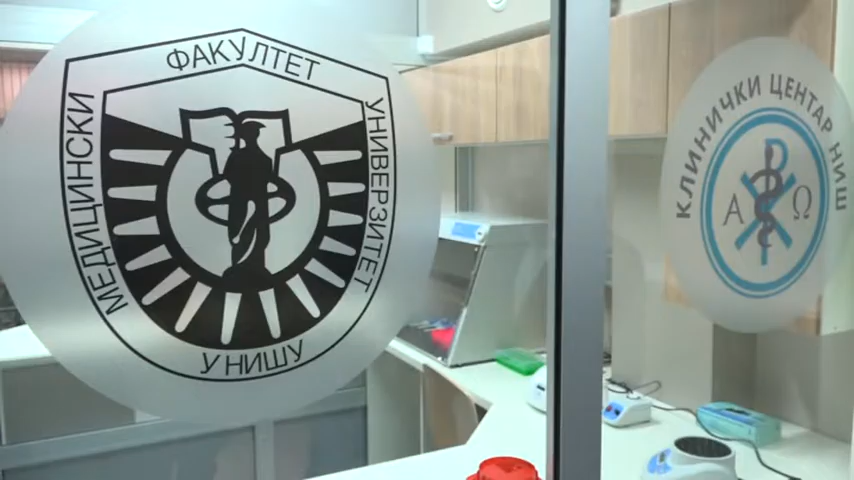 МЕДИЦИНСКИ
ФАКУЛТЕТ
УНИВЕРЗИТЕТ
У НИШУ
КЛИНИЧКИ ЦЕНТАР НИШ
Α Ω